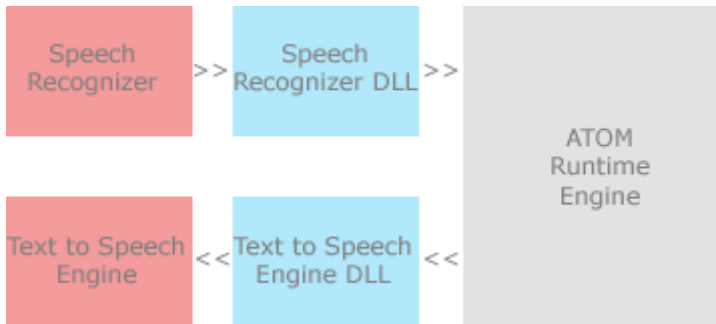 Speech
Recognizer
>>
Speech
Recognizer DLL
>>
ATOM
Runtime
Engine
Text to Speech
Engine
<<
Text to Speech
Engine DLL
<<